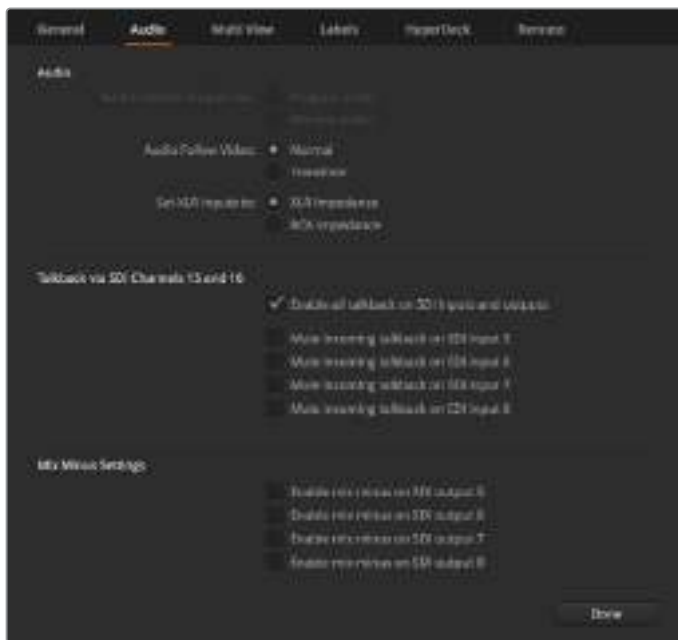 General Audio Multi View Labels HyperDeck Remote
Audio
Audio Follow Video: Normal
Transition
Set XLR inputs to: XLR Impedance
RCA Impedance
Talkback via SDI Channels 15 and 16
Enable all talkback on SDI inputs and outputs
Mute incoming talkback on SDI input 5
Mute incoming talkback on SDI input 6
Mute incoming talkback on SDI input 7
Mute incoming talkback on SDI input 8
Mix Minus Settings
Enable mix minus on SDI output 5
Enable mix minus on SDI output 6
Enable mix minus on SDI output 7
Enable mix minus on SDI output 8
Done